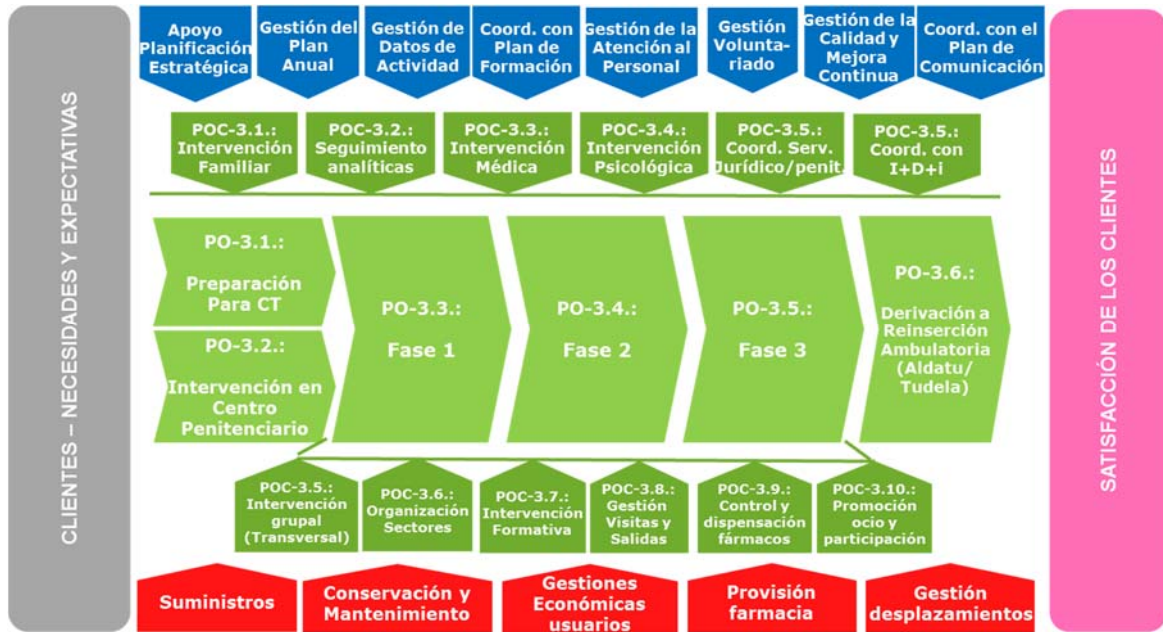 CLIENTES – NECESIDADES Y EXPECTATIVAS
Apoyo
Planificación
Estratégica
Gestión del
Plan
Anual
Gestión de
Datos de
Actividad
Coord. con
Plan de
Formación
Gestión de la
Atención al
Personal
Gestión
Volunta-
riado
Gestión de la
Calidad y
Mejora
Continua
Coord. con el
Plan de
Comunicación
POC-3.1.:
Intervención
Familiar
POC-3.2.:
Seguimiento
analíticas
POC-3.3.:
Intervención
Médica
POC-3.4.:
Intervención
Psicológica
POC-3.5.:
Coord. Serv.
Jurídico/penit.
POC-3.5.:
Coord. con
I+D+i
PO-3.1.:
Preparación
Para CT
PO-3.2.:
Intervención en
Centro
Penitenciario
PO-3.3.:
Fase 1
PO-3.4.:
Fase 2
PO-3.5.:
Fase 3
PO-3.6.:
Derivación a
Reinserción
Ambulatoria
(Aldatu/
Tudela)
POC-3.5.:
Intervención
grupal
(Transversal)
POC-3.6.:
Organización
Sectores
POC-3.7.:
Intervención
Formativa
POC-3.8.:
Gestión
Visitas y
Salidas
POC-3.9.:
Control y
dispensación
fármacos
POC-3.10.:
Promoción
ocio y
participación
Suministros
Conservación y
Mantenimiento
Gestiones
Económicas
usuarios
Provisión
farmacia
Gestión
desplazamientos
SATISFACCIÓN DE LOS CLIENTES